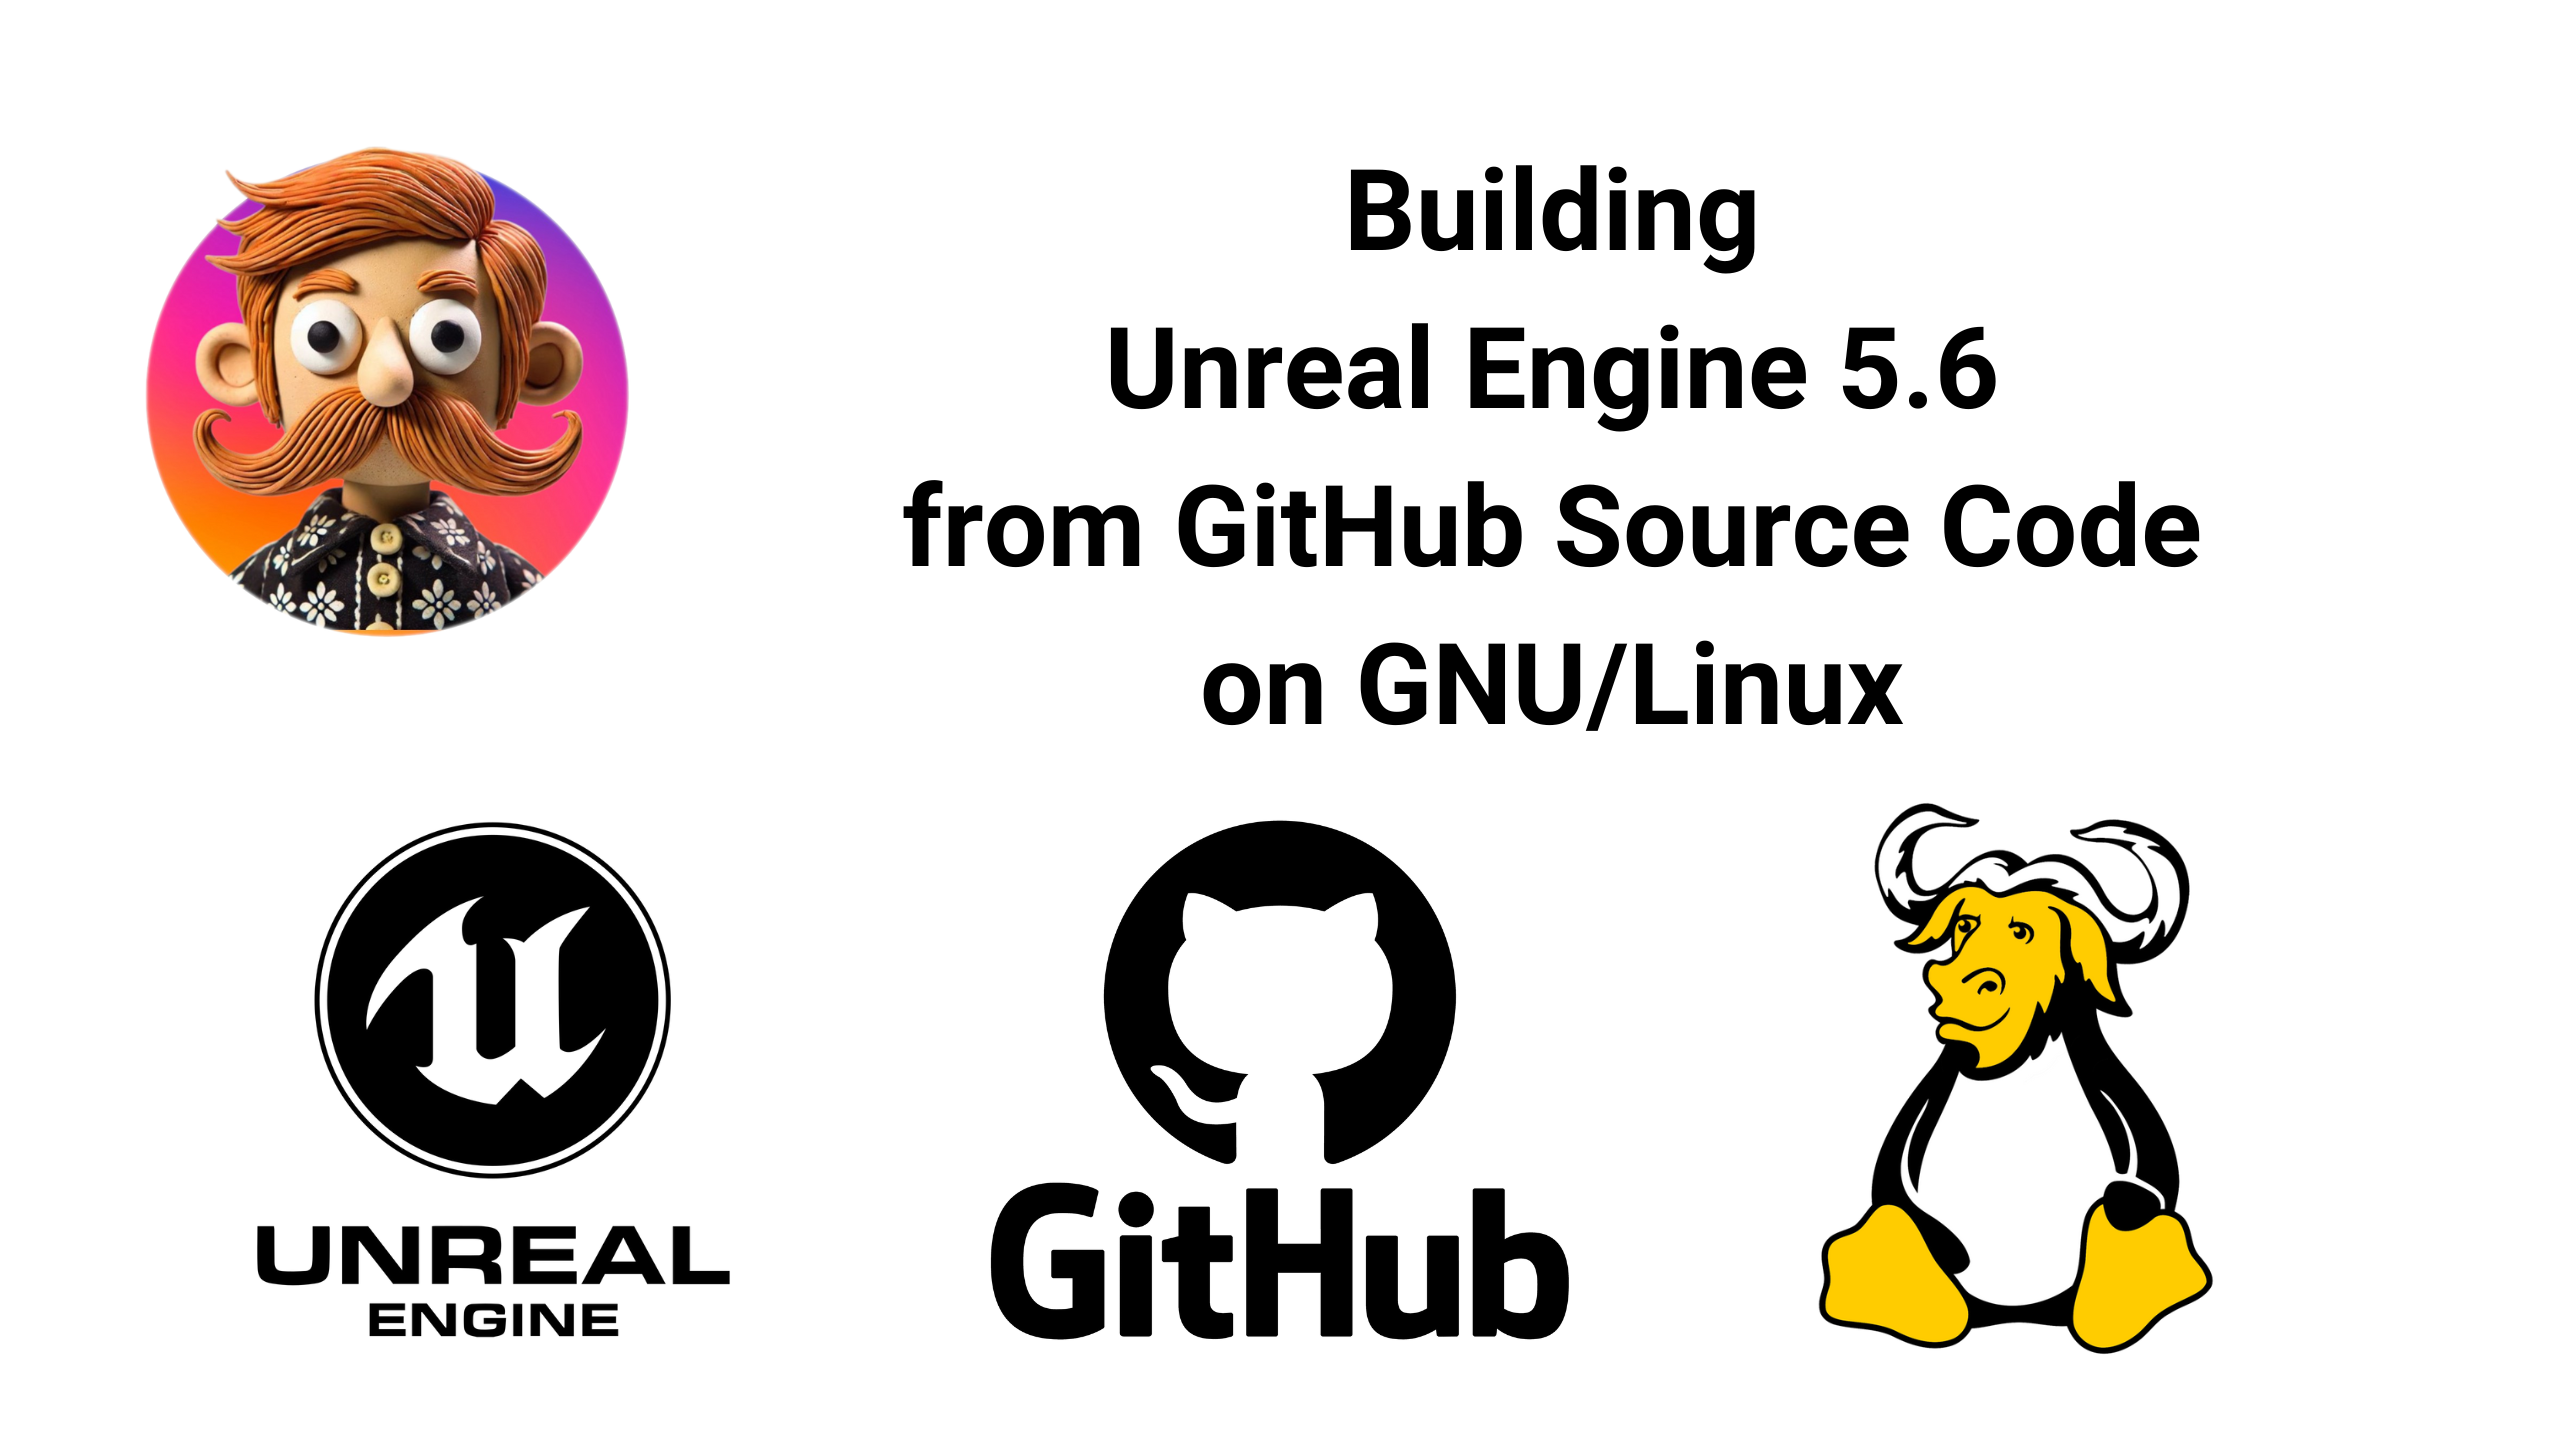 Building
Unreal Engine 5.6
from GitHub Source Code
on GNU/Linux
UNREAL
ENGINE
GitHub